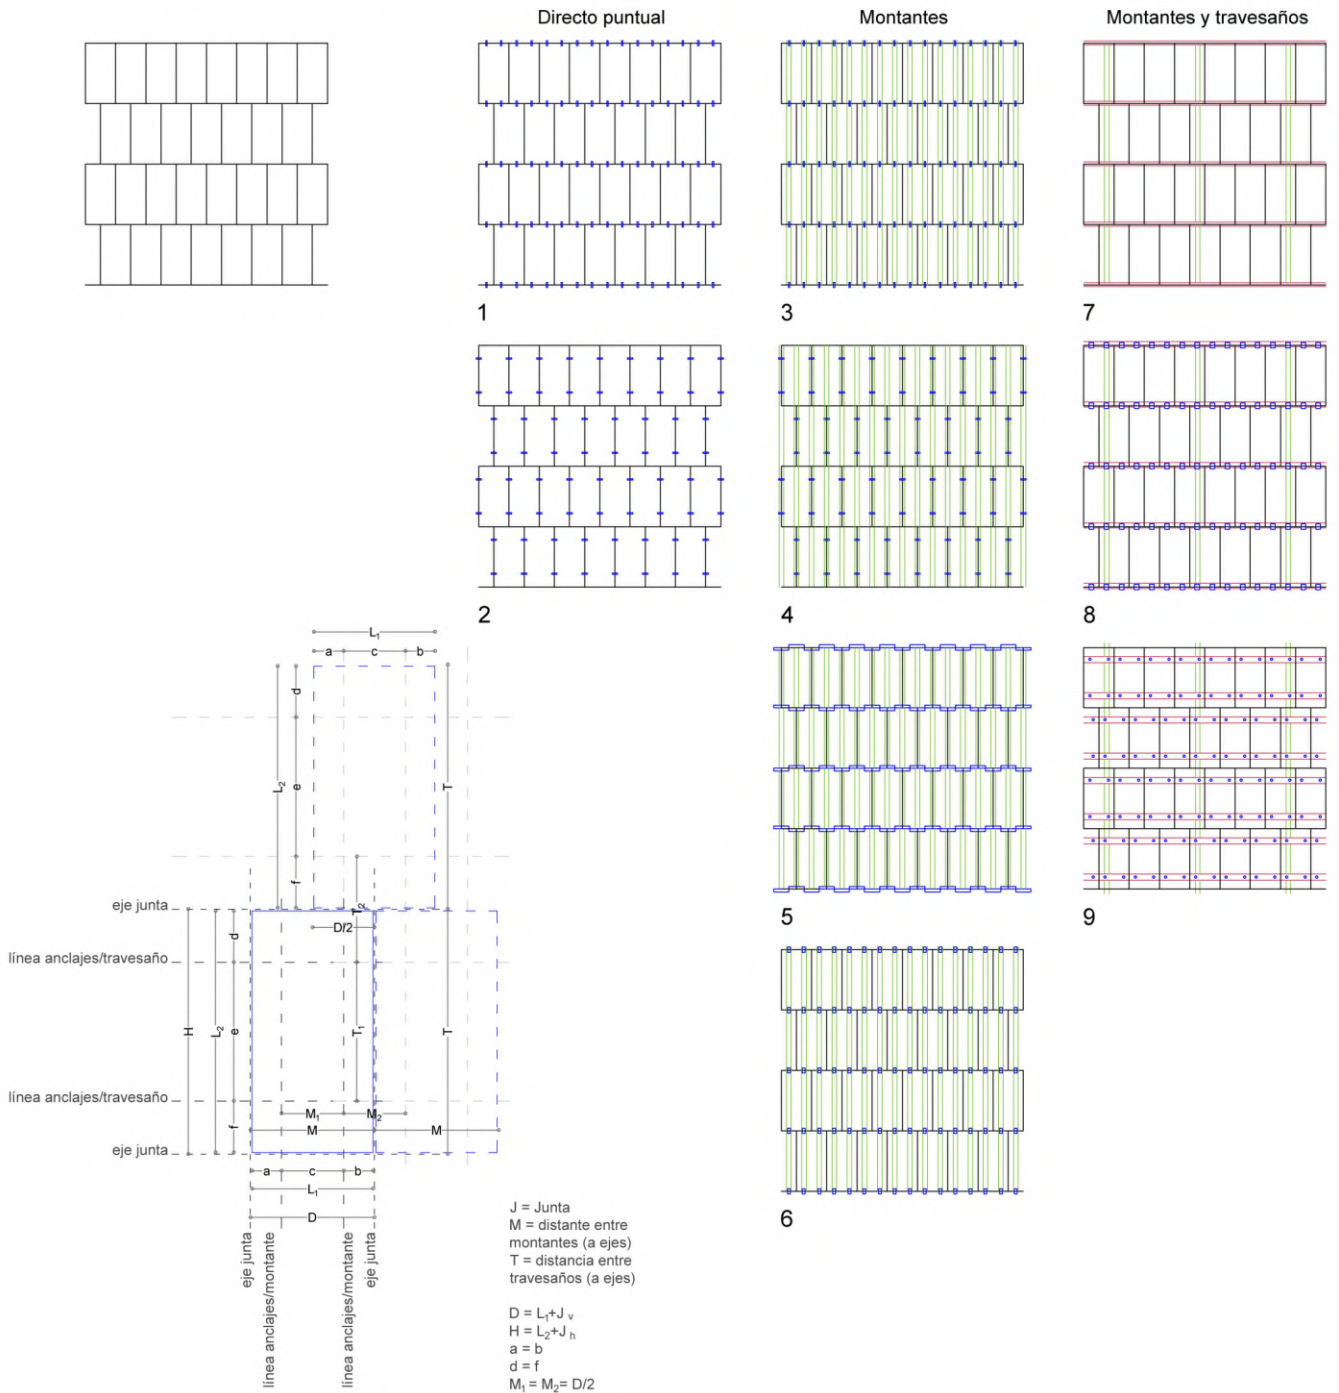 Directo puntual
Montantes
Montantes y travesaños
1
3
7
2
4
8
5
9
6
L₁
a
c
b
d
L₂
e
T
f
T₂
eje junta
D/2
d
línea anclajes/travesaño
H
L₂
e
T₁
T
línea anclajes/travesaño
M₁
M₂
f
M
M
eje junta
a
c
b
L₁
D
eje junta
línea anclajes/montante
línea anclajes/montante
eje junta
J = Junta
M = distante entre
montantes (a ejes)
T = distancia entre
travesaños (a ejes)
D = L₁+J ᵥ
H = L₂+J ₕ
a = b
d = f
M₁ = M₂= D/2